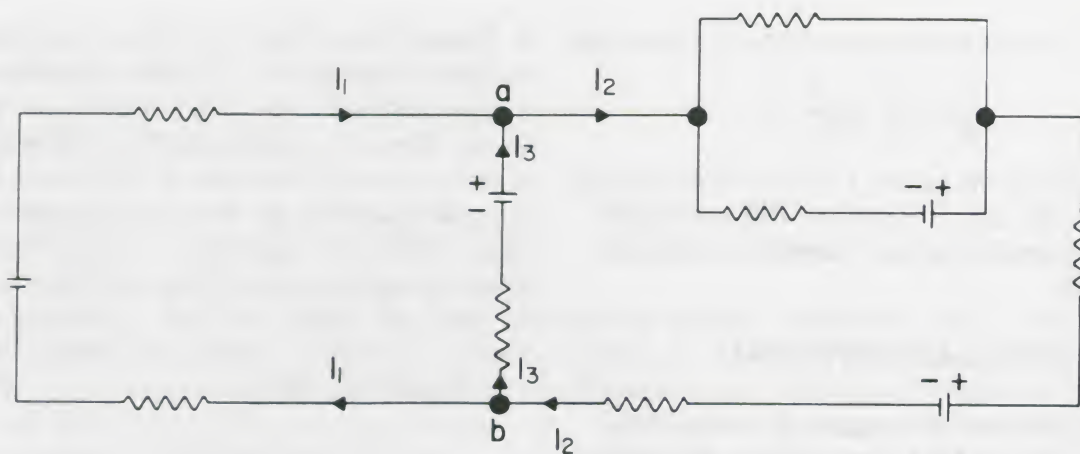 I₁
a
I₂
I₃
+
−
− +
I₁
I₃
b
I₂
− +